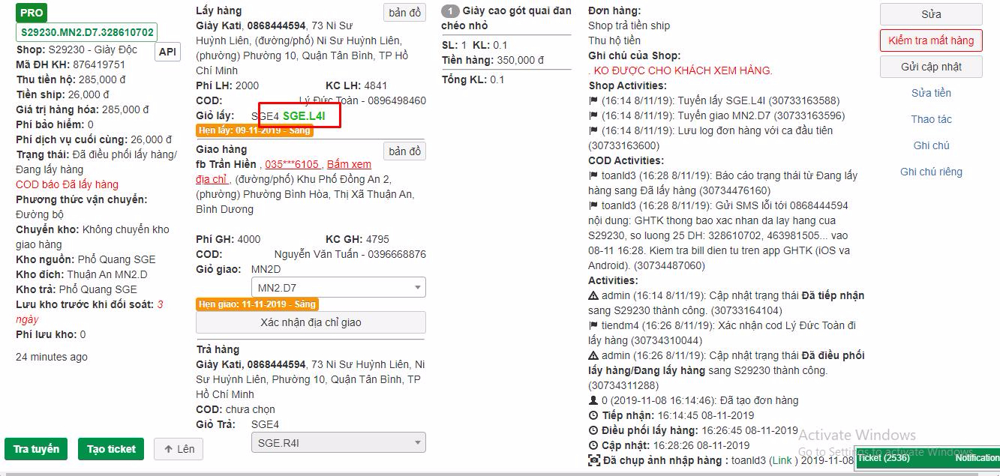 PRO
S29230.MN2.D7.328610702
Shop: S29230 - Giày Độc
API
Mã ĐH KH: 876419751
Thu tiền hộ: 285,000 đ
Tiền ship: 26,000 đ
Giá trị hàng hóa: 285,000 đ
Phí bảo hiểm: 0
Phí dịch vụ cuối cùng: 26,000 đ
Trạng thái: Đã điều phối lấy hàng/
Đang lấy hàng
COD báo Đã lấy hàng
Phương thức vận chuyển:
Đường bộ
Chuyển kho: Không chuyển kho
giao hàng
Kho nguồn: Phổ Quang SGE
Kho đích: Thuận An MN2.D
Kho trả: Phổ Quang SGE
Lưu kho trước khi đối soát: 3
ngày
Phí lưu kho: 0
24 minutes ago
Tra tuyến
Tạo ticket
Lên
Lấy hàng
bản đồ
Giày Kati, 0868444594, 73 Ni Sư
Huỳnh Liên, (đường/phố) Ni Sư Huỳnh Liên,
(phường) Phường 10, Quận Tân Bình, TP Hồ
Chí Minh
Phí LH: 2000 KC LH: 4841
COD: Lý Đức Toàn - 0896498460
Giỏ lấy: SGE4 SGE.L4I
Hen lấy: 09-11-2019 - Sáng
Giao hàng
bản đồ
fb Trần Hiền , 035***6105 , Bấm xem
địa chỉ , (đường/phố) Khu Phố Đồng An 2,
(phường) Phường Bình Hòa, Thị Xã Thuận An,
Bình Dương
Phí GH: 4000 KC GH: 4795
COD: Nguyễn Văn Tuấn - 0396668876
Giỏ giao: MN2D
MN2.D7
Hen giao: 11-11-2019 - Sáng
Xác nhận địa chỉ giao
Trả hàng
Giày Kati, 0868444594, 73 Ni Sư Huỳnh Liên, Ni
Sư Huỳnh Liên, Phường 10, Quận Tân Bình, TP
Hồ Chí Minh
COD: chưa chọn
Giỏ Trả: SGE4
SGE.R4I
1 Giày cao gót quai đan
chéo nhỏ
SL: 1 KL: 0.1
Tiền hàng: 350,000 đ
Tổng KL: 0.1
Đơn hàng:
Shop trả tiền ship
Thu hộ tiền
Ghi chú của Shop:
. KO ĐƯỢC CHO KHÁCH XEM HÀNG.
Shop Activities:
(16:14 8/11/19): Tuyến lấy SGE.L4I (30733163588)
(16:14 8/11/19): Tuyến giao MN2.D7 (30733163596)
(16:14 8/11/19): Lưu log đơn hàng với ca đầu tiên
(30733163600)
COD Activities:
toanld3 (16:28 8/11/19): Báo cáo trạng thái từ Đang lấy
hàng sang Đã lấy hàng (30734476160)
toanld3 (16:28 8/11/19): Gửi SMS lỗi tới 0868444594
nội dung: GHTK thong bao xac nhan da lay hang cua
S29230, so luong 25 DH: 328610702, 463981505... vao
08-11 16:28. Kiem tra bill dien tu tren app GHTK (iOS va
Android). (30734487060)
Activities:
admin (16:14 8/11/19): Cập nhật trạng thái Đã tiếp nhận
sang S29230 thành công. (30733164104)
tiendm4 (16:26 8/11/19): Xác nhận cod Lý Đức Toàn đi
lấy hàng (30734310044)
admin (16:26 8/11/19): Cập nhật trạng thái Đã điều phối
lấy hàng/Đang lấy hàng sang S29230 thành công.
(30734311288)
0 (2019-11-08 16:14:46): Đã tạo đơn hàng
Tiếp nhận: 16:14:45 08-11-2019
Điều phối lấy hàng: 16:26:45 08-11-2019
Cập nhật: 16:28:26 08-11-2019
Đã chụp ảnh nhập hàng : toanld3 (Link ) 2019-11-08
Sửa
Kiểm tra mất hàng
Gửi cập nhật
Sửa tiền
Thao tác
Ghi chú
Ghi chú riêng
Activate Windows
Go to Settings to activate Windows.
Ticket (2536) Notification